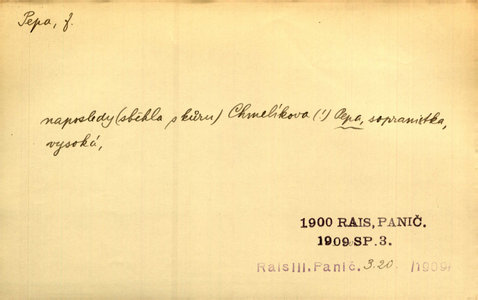 Pepa, f.
naposledy (sběhla s kůru) Chmelíkova (!) Pepa, sopranistka,
vysoká,
1900 RAIS, PANIČ.
1909 SP. 3.
Rais III. Panič. 3.20. /1909/